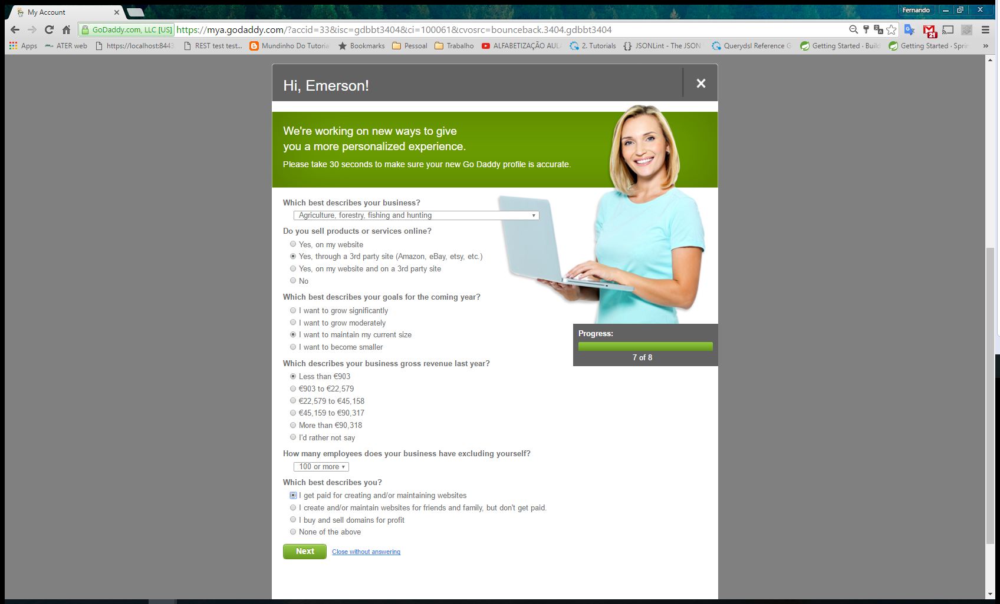 My Account
Fernando
GoDaddy.com, LLC [US] https://mya.godaddy.com/?accid=33&isc=gdbbt3404&ci=100061&cvosrc=bounceback.3404.gdbbt3404
21
Apps ATER web https://localhost:8443 REST test test... Mundinho Do Tutoria Bookmarks Pessoal Trabalho ALFABETIZAÇÃO AUL 2. Tutorials JSONLint - The JSON Querydsl Reference G Getting Started · Build Getting Started · Sprin »
Hi, Emerson!
We're working on new ways to give
you a more personalized experience.
Please take 30 seconds to make sure your new Go Daddy profile is accurate.
Which best describes your business?
Agriculture, forestry, fishing and hunting
Do you sell products or services online?
Yes, on my website
Yes, through a 3rd party site (Amazon, eBay, etsy, etc.)
Yes, on my website and on a 3rd party site
No
Which best describes your goals for the coming year?
I want to grow significantly
I want to grow moderately
I want to maintain my current size
I want to become smaller
Progress:
7 of 8
Which describes your business gross revenue last year?
Less than €903
€903 to €22,579
€22,579 to €45,158
€45,159 to €90,317
More than €90,318
I'd rather not say
How many employees does your business have excluding yourself?
100 or more
Which best describes you?
I get paid for creating and/or maintaining websites
I create and/or maintain websites for friends and family, but don't get paid.
I buy and sell domains for profit
None of the above
Next Close without answering